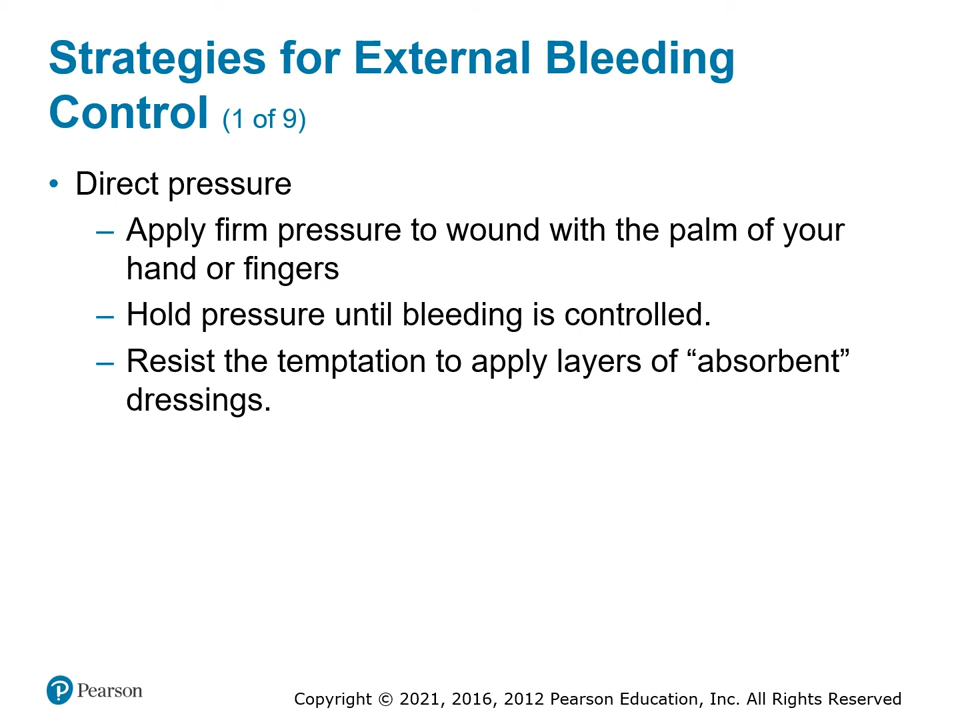 Strategies for External Bleeding
Control (1 of 9)
• Direct pressure
– Apply firm pressure to wound with the palm of your
hand or fingers
– Hold pressure until bleeding is controlled.
– Resist the temptation to apply layers of “absorbent”
dressings.
Pearson
Copyright © 2021, 2016, 2012 Pearson Education, Inc. All Rights Reserved